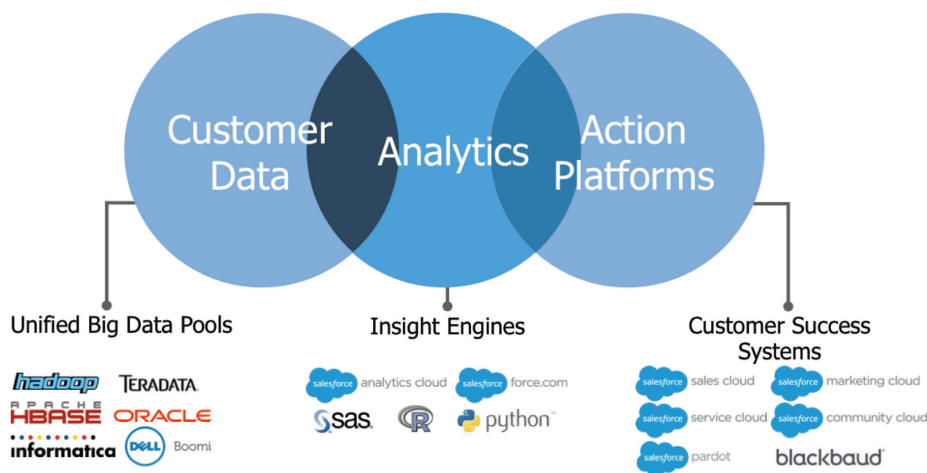 Customer
Data
Analytics
Action
Platforms
Unified Big Data Pools
hadoop
TERADATA.
APACHE
HBASE
ORACLE
informatica
DELL Boomi
Insight Engines
salesforce analytics cloud
salesforce force.com
sas.
R
python™
Customer Success
Systems
salesforce sales cloud
salesforce marketing cloud
salesforce service cloud
salesforce community cloud
salesforce pardot
blackbaud